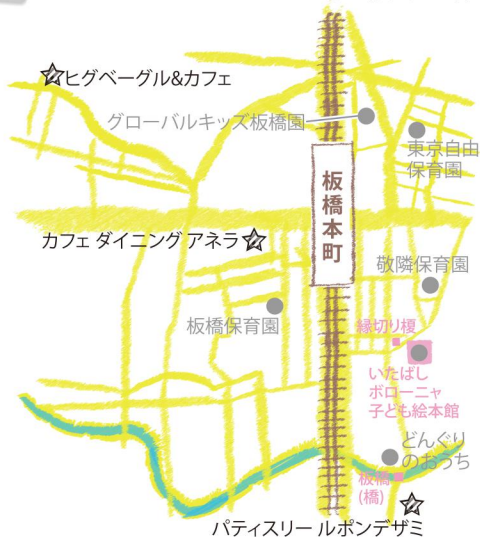 ヒグベーグル&カフェ
グローバルキッズ板橋園
東京自由
保育園
板橋本町
カフェ ダイニング アネラ
敬隣保育園
板橋保育園
縁切り榎
いたばし
ボローニャ
子ども絵本館
どんぐり
のおうち
板橋
(橋)
パティスリー ルポンデザミ